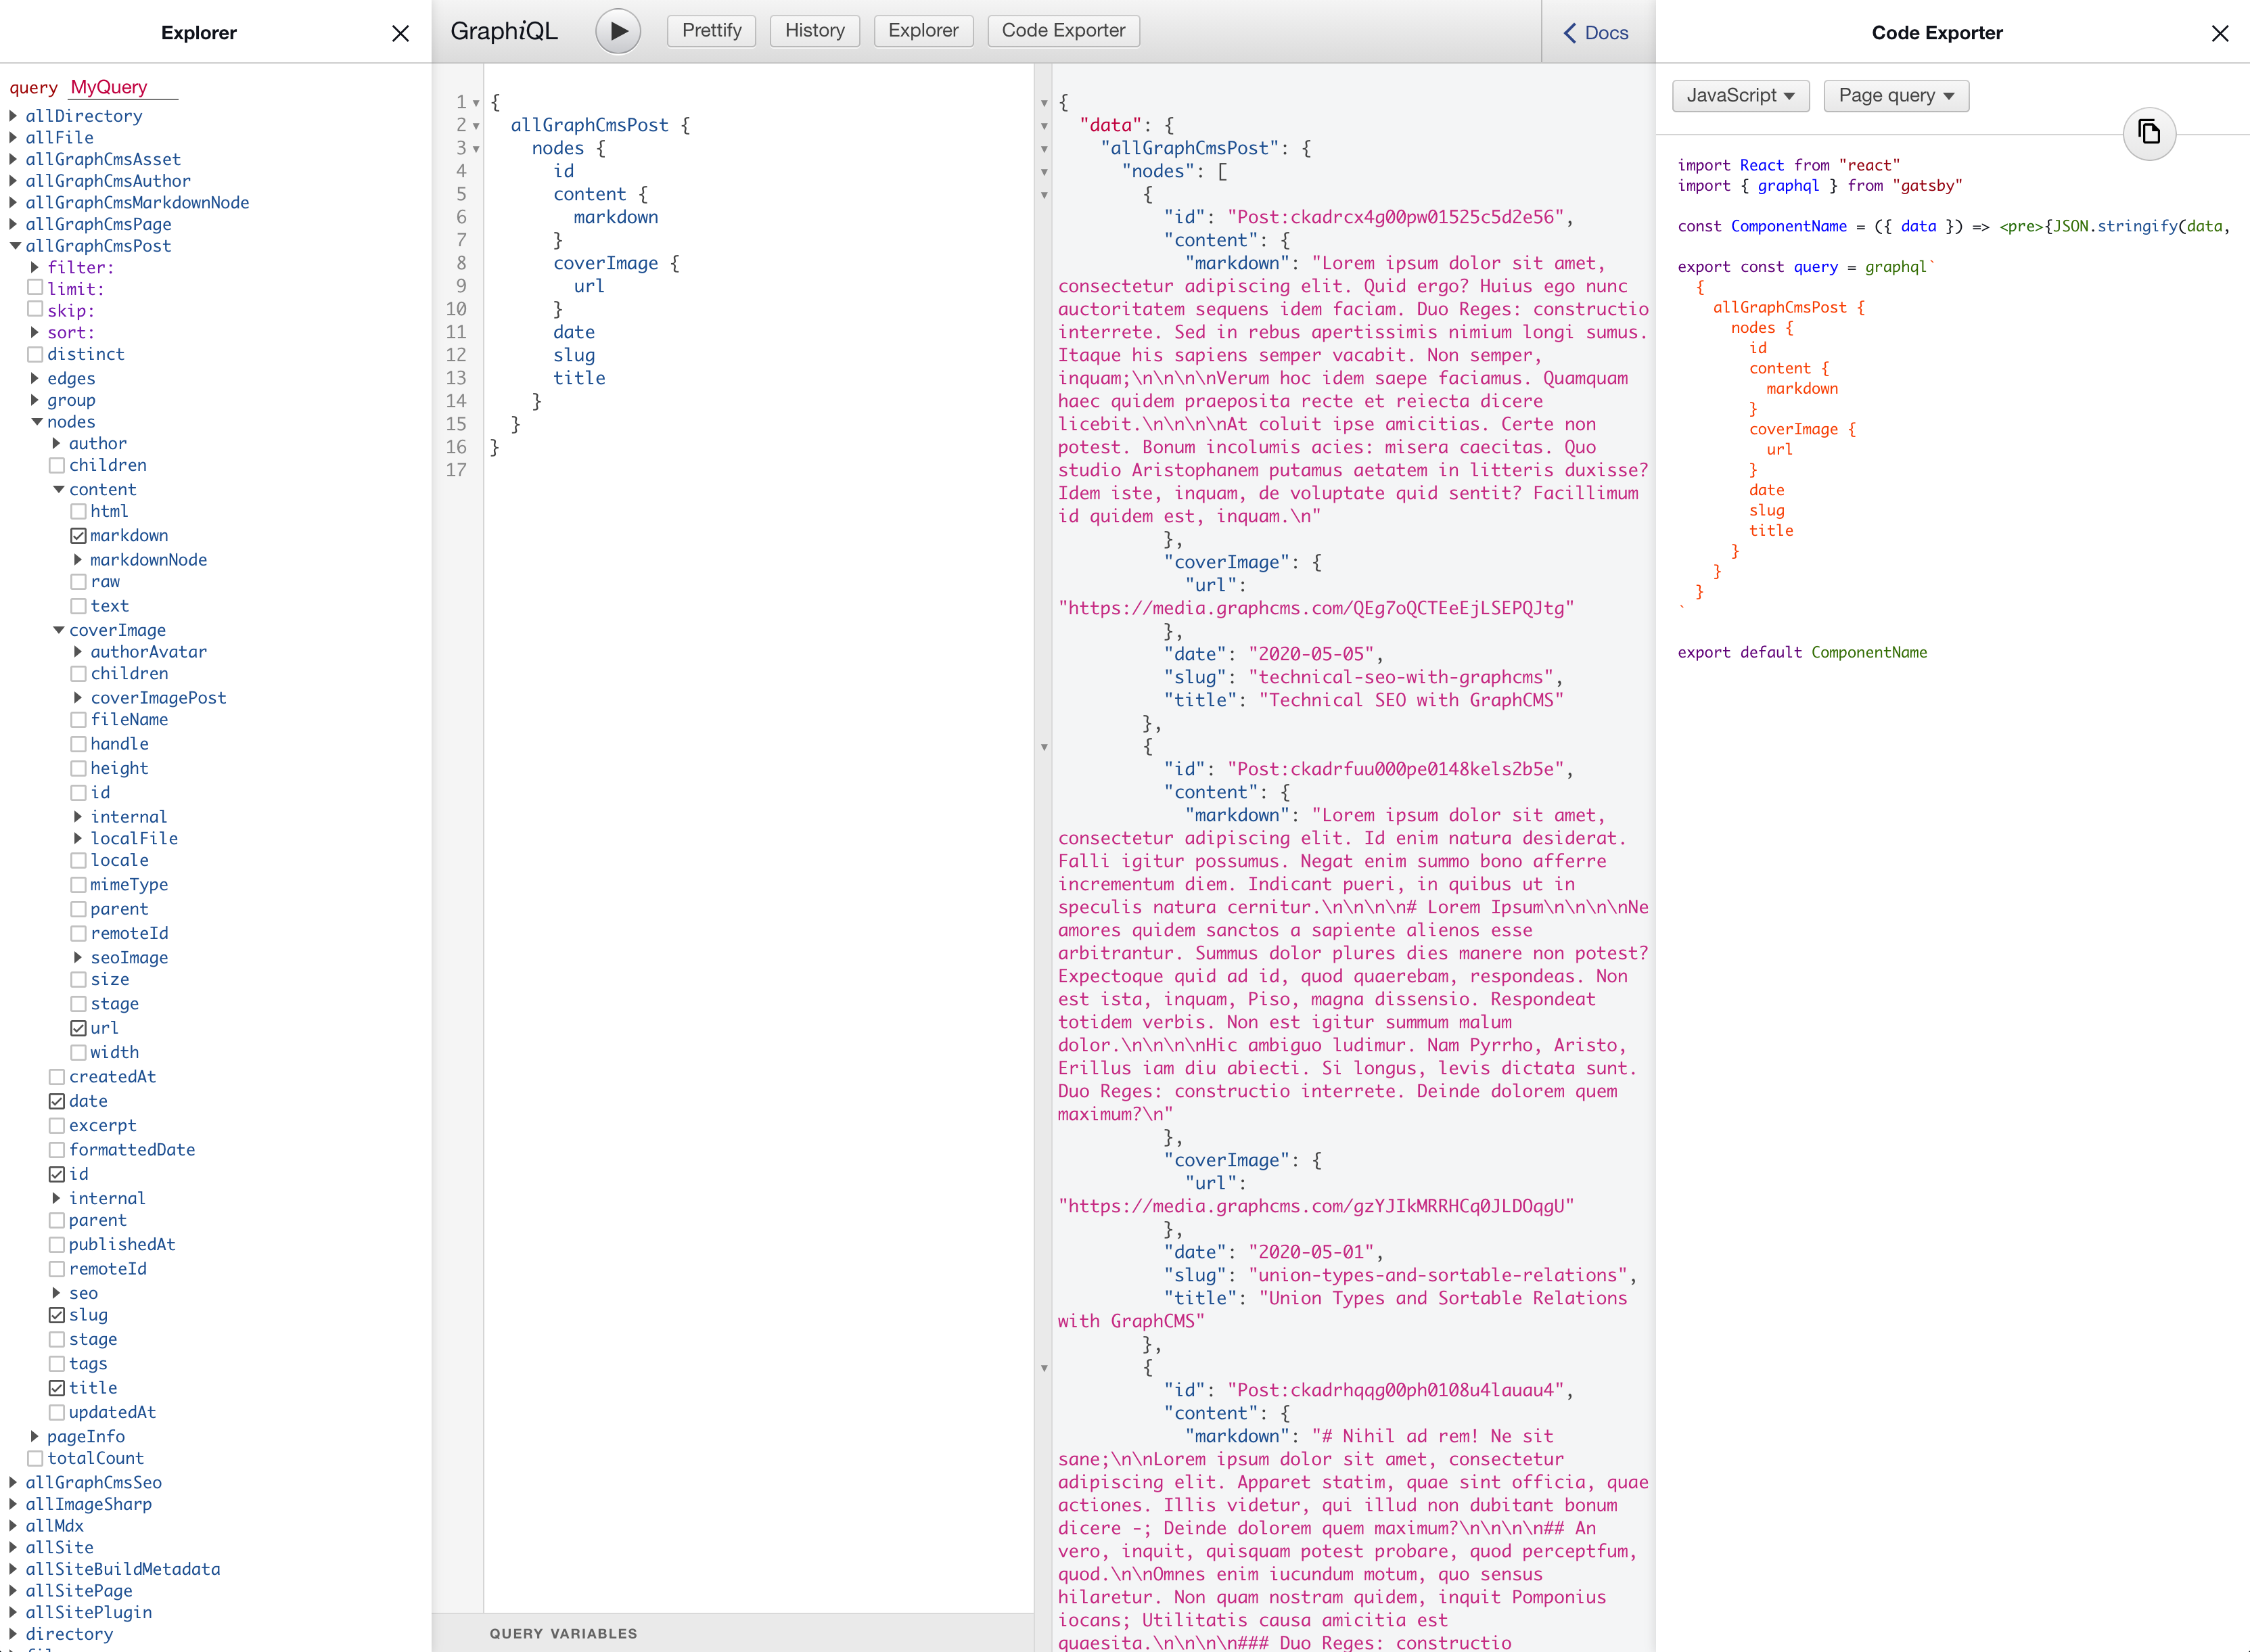 Explorer
query MyQuery
allDirectory
allFile
allGraphCmsAsset
allGraphCmsAuthor
allGraphCmsMarkdownNode
allGraphCmsPage
allGraphCmsPost
filter:
limit:
skip:
sort:
distinct
edges
group
nodes
author
children
content
html
markdown
markdownNode
raw
text
coverImage
authorAvatar
children
coverImagePost
fileName
handle
height
id
internal
localFile
locale
mimeType
parent
remoteId
seoImage
size
stage
url
width
createdAt
date
excerpt
formattedDate
id
internal
parent
publishedAt
remoteId
seo
slug
stage
tags
title
updatedAt
pageInfo
totalCount
allGraphCmsSeo
allImageSharp
allMdx
allSite
allSiteBuildMetadata
allSitePage
allSitePlugin
directory
GraphiQL
Prettify
History
Explorer
Code Exporter
Docs
1 {
2 allGraphCmsPost {
3 nodes {
4 id
5 content {
6 markdown
7 }
8 coverImage {
9 url
10 }
11 date
12 slug
13 title
14 }
15 }
16 }
17
QUERY VARIABLES
{
"data": {
"allGraphCmsPost": {
"nodes": [
{
"id": "Post:ckadrcx4g00pw01525c5d2e56",
"content": {
"markdown": "Lorem ipsum dolor sit amet,
consectetur adipiscing elit. Quid ergo? Huius ego nunc
auctoritatem sequens idem faciam. Duo Reges: constructio
interrete. Sed in rebus apertissimis nimium longi sumus.
Itaque his sapiens semper vacabit. Non semper,
inquam;\n\n\n\nVerum hoc idem saepe faciamus. Quamquam
haec quidem praeposita recte et reiecta dicere
licebit.\n\n\n\nAt coluit ipse amicitias. Certe non
potest. Bonum incolumis acies: misera caecitas. Quo
studio Aristophanem putamus aetatem in litteris duxisse?
Idem iste, inquam, de voluptate quid sentit? Facillimum
id quidem est, inquam.\n"
},
"coverImage": {
"url":
"https://media.graphcms.com/QEg7oQCTEeEjLSEPQJtg"
},
"date": "2020-05-05",
"slug": "technical-seo-with-graphcms",
"title": "Technical SEO with GraphCMS"
},
{
"id": "Post:ckadrfuu000pe0148kels2b5e",
"content": {
"markdown": "Lorem ipsum dolor sit amet,
consectetur adipiscing elit. Id enim natura desiderat.
Falli igitur possumus. Negat enim summo bono afferre
incrementum diem. Indicant pueri, in quibus ut in
speculis natura cernitur.\n\n\n\n# Lorem Ipsum\n\n\n\nNe
amores quidem sanctos a sapiente alienos esse
arbitrantur. Summus dolor plures dies manere non potest?
Expectoque quid ad id, quod quaerebam, respondeas. Non
est ista, inquam, Piso, magna dissensio. Respondeat
totidem verbis. Non est igitur summum malum
dolor.\n\n\n\nHic ambiguo ludimur. Nam Pyrrho, Aristo,
Erillus iam diu abiecti. Si longus, levis dictata sunt.
Duo Reges: constructio interrete. Deinde dolorem quem
maximum?\n"
},
"coverImage": {
"url":
"https://media.graphcms.com/gzYJIkMRRHCq0JLDOqgU"
},
"date": "2020-05-01",
"slug": "union-types-and-sortable-relations",
"title": "Union Types and Sortable Relations
with GraphCMS"
},
{
"id": "Post:ckadrhqqg00ph0108u4lauau4",
"content": {
"markdown": "# Nihil ad rem! Ne sit
sane;\n\nLorem ipsum dolor sit amet, consectetur
adipiscing elit. Apparet statim, quae sint officia, quae
actiones. Illis videtur, qui illud non dubitant bonum
dicere -; Deinde dolorem quem maximum?\n\n\n\n## An
vero, inquit, quisquam potest probare, quod perceptfum,
quod.\n\nOmnes enim iucundum motum, quo sensus
hilaretur. Non quam nostram quidem, inquit Pomponius
iocans; Utilitatis causa amicitia est
quaesita.\n\n\n\n### Duo Reges: constructio
Code Exporter
JavaScript
Page query
import React from "react"
import { graphql } from "gatsby"
const ComponentName = ({ data }) => <pre>{JSON.stringify(data,
export const query = graphql`
{
allGraphCmsPost {
nodes {
id
content {
markdown
}
coverImage {
url
}
date
slug
title
}
}
}
`
export default ComponentName